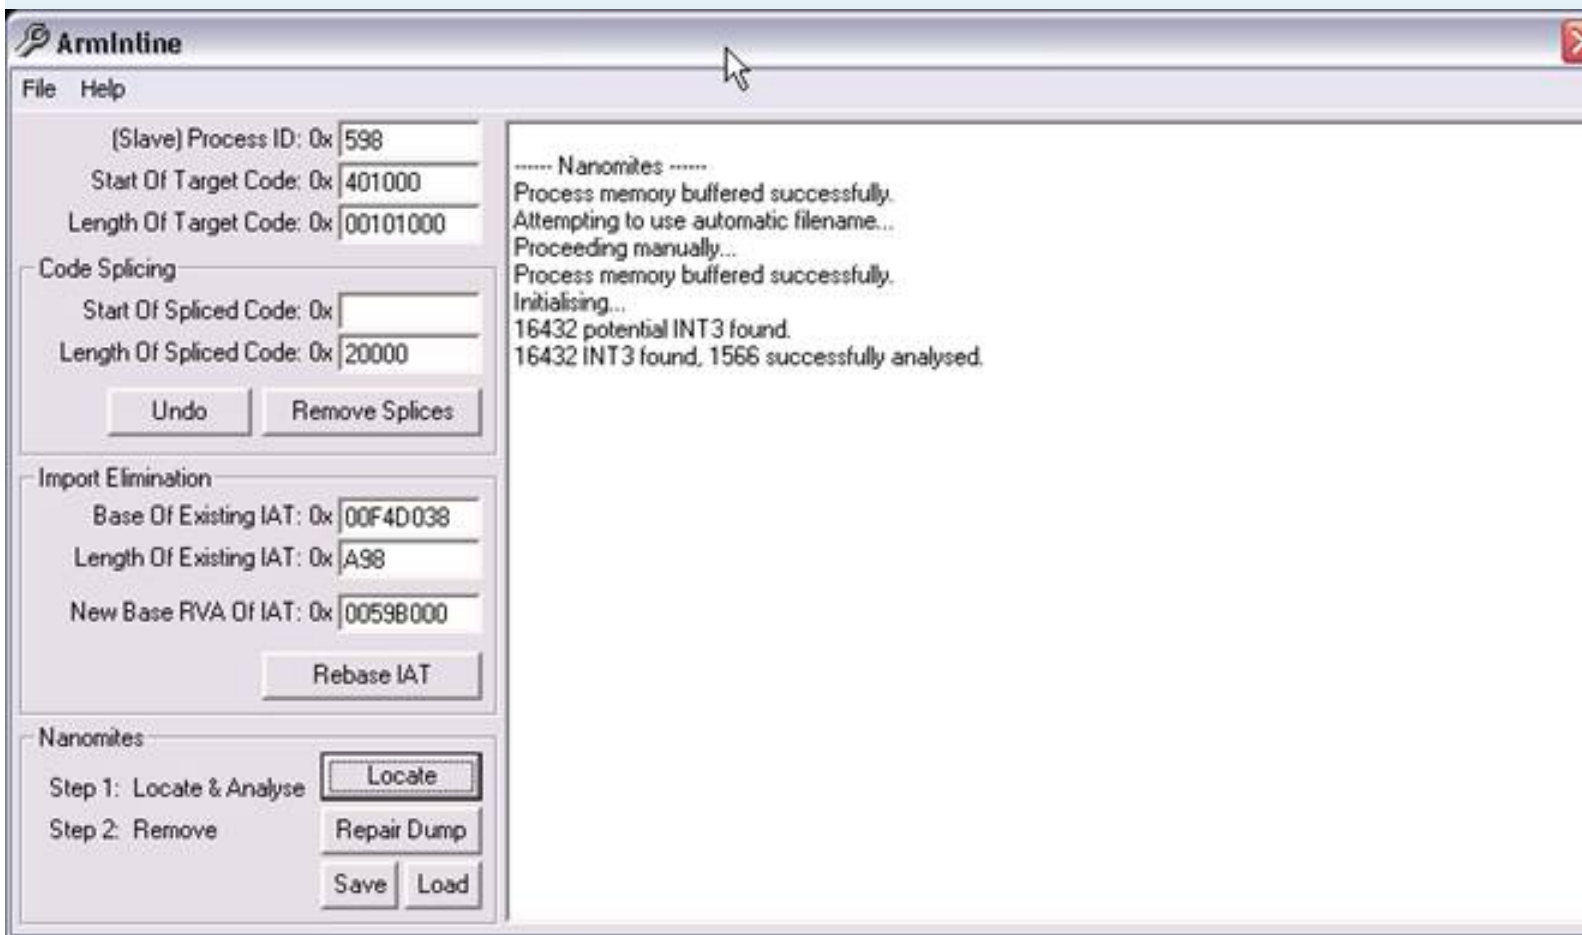 ArmInline
File Help
(Slave) Process ID: 0x 598
Start Of Target Code: 0x 401000
Length Of Target Code: 0x 00101000
Code Splicing
Start Of Spliced Code: 0x
Length Of Spliced Code: 0x 20000
Undo Remove Splices
Import Elimination
Base Of Existing IAT: 0x 00F4D038
Length Of Existing IAT: 0x A98
New Base RVA Of IAT: 0x 0059B000
Rebase IAT
Nanomites
Step 1: Locate & Analyse Locate
Step 2: Remove Repair Dump
Save Load
------ Nanomites ------
Process memory buffered successfully.
Attempting to use automatic filename...
Proceeding manually...
Process memory buffered successfully.
Initialising...
16432 potential INT3 found.
16432 INT3 found, 1566 successfully analysed.